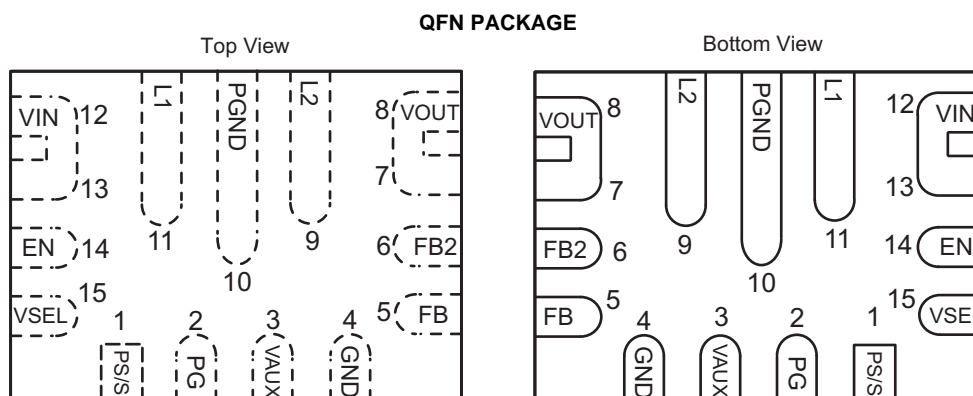 QFN PACKAGE
Top View
VIN
12
13
L1
11
PGND
10
L2
9
8
VOUT
7
EN
14
6
FB2
VSEL
15
5
FB
1
PS/S
2
PG
3
VAUX
4
GND
Bottom View
VOUT
8
7
L2
9
PGND
10
L1
11
12
VIN
13
FB2
6
14
EN
FB
5
15
VSE
4
GND
3
VAUX
2
PG
1
PS/S